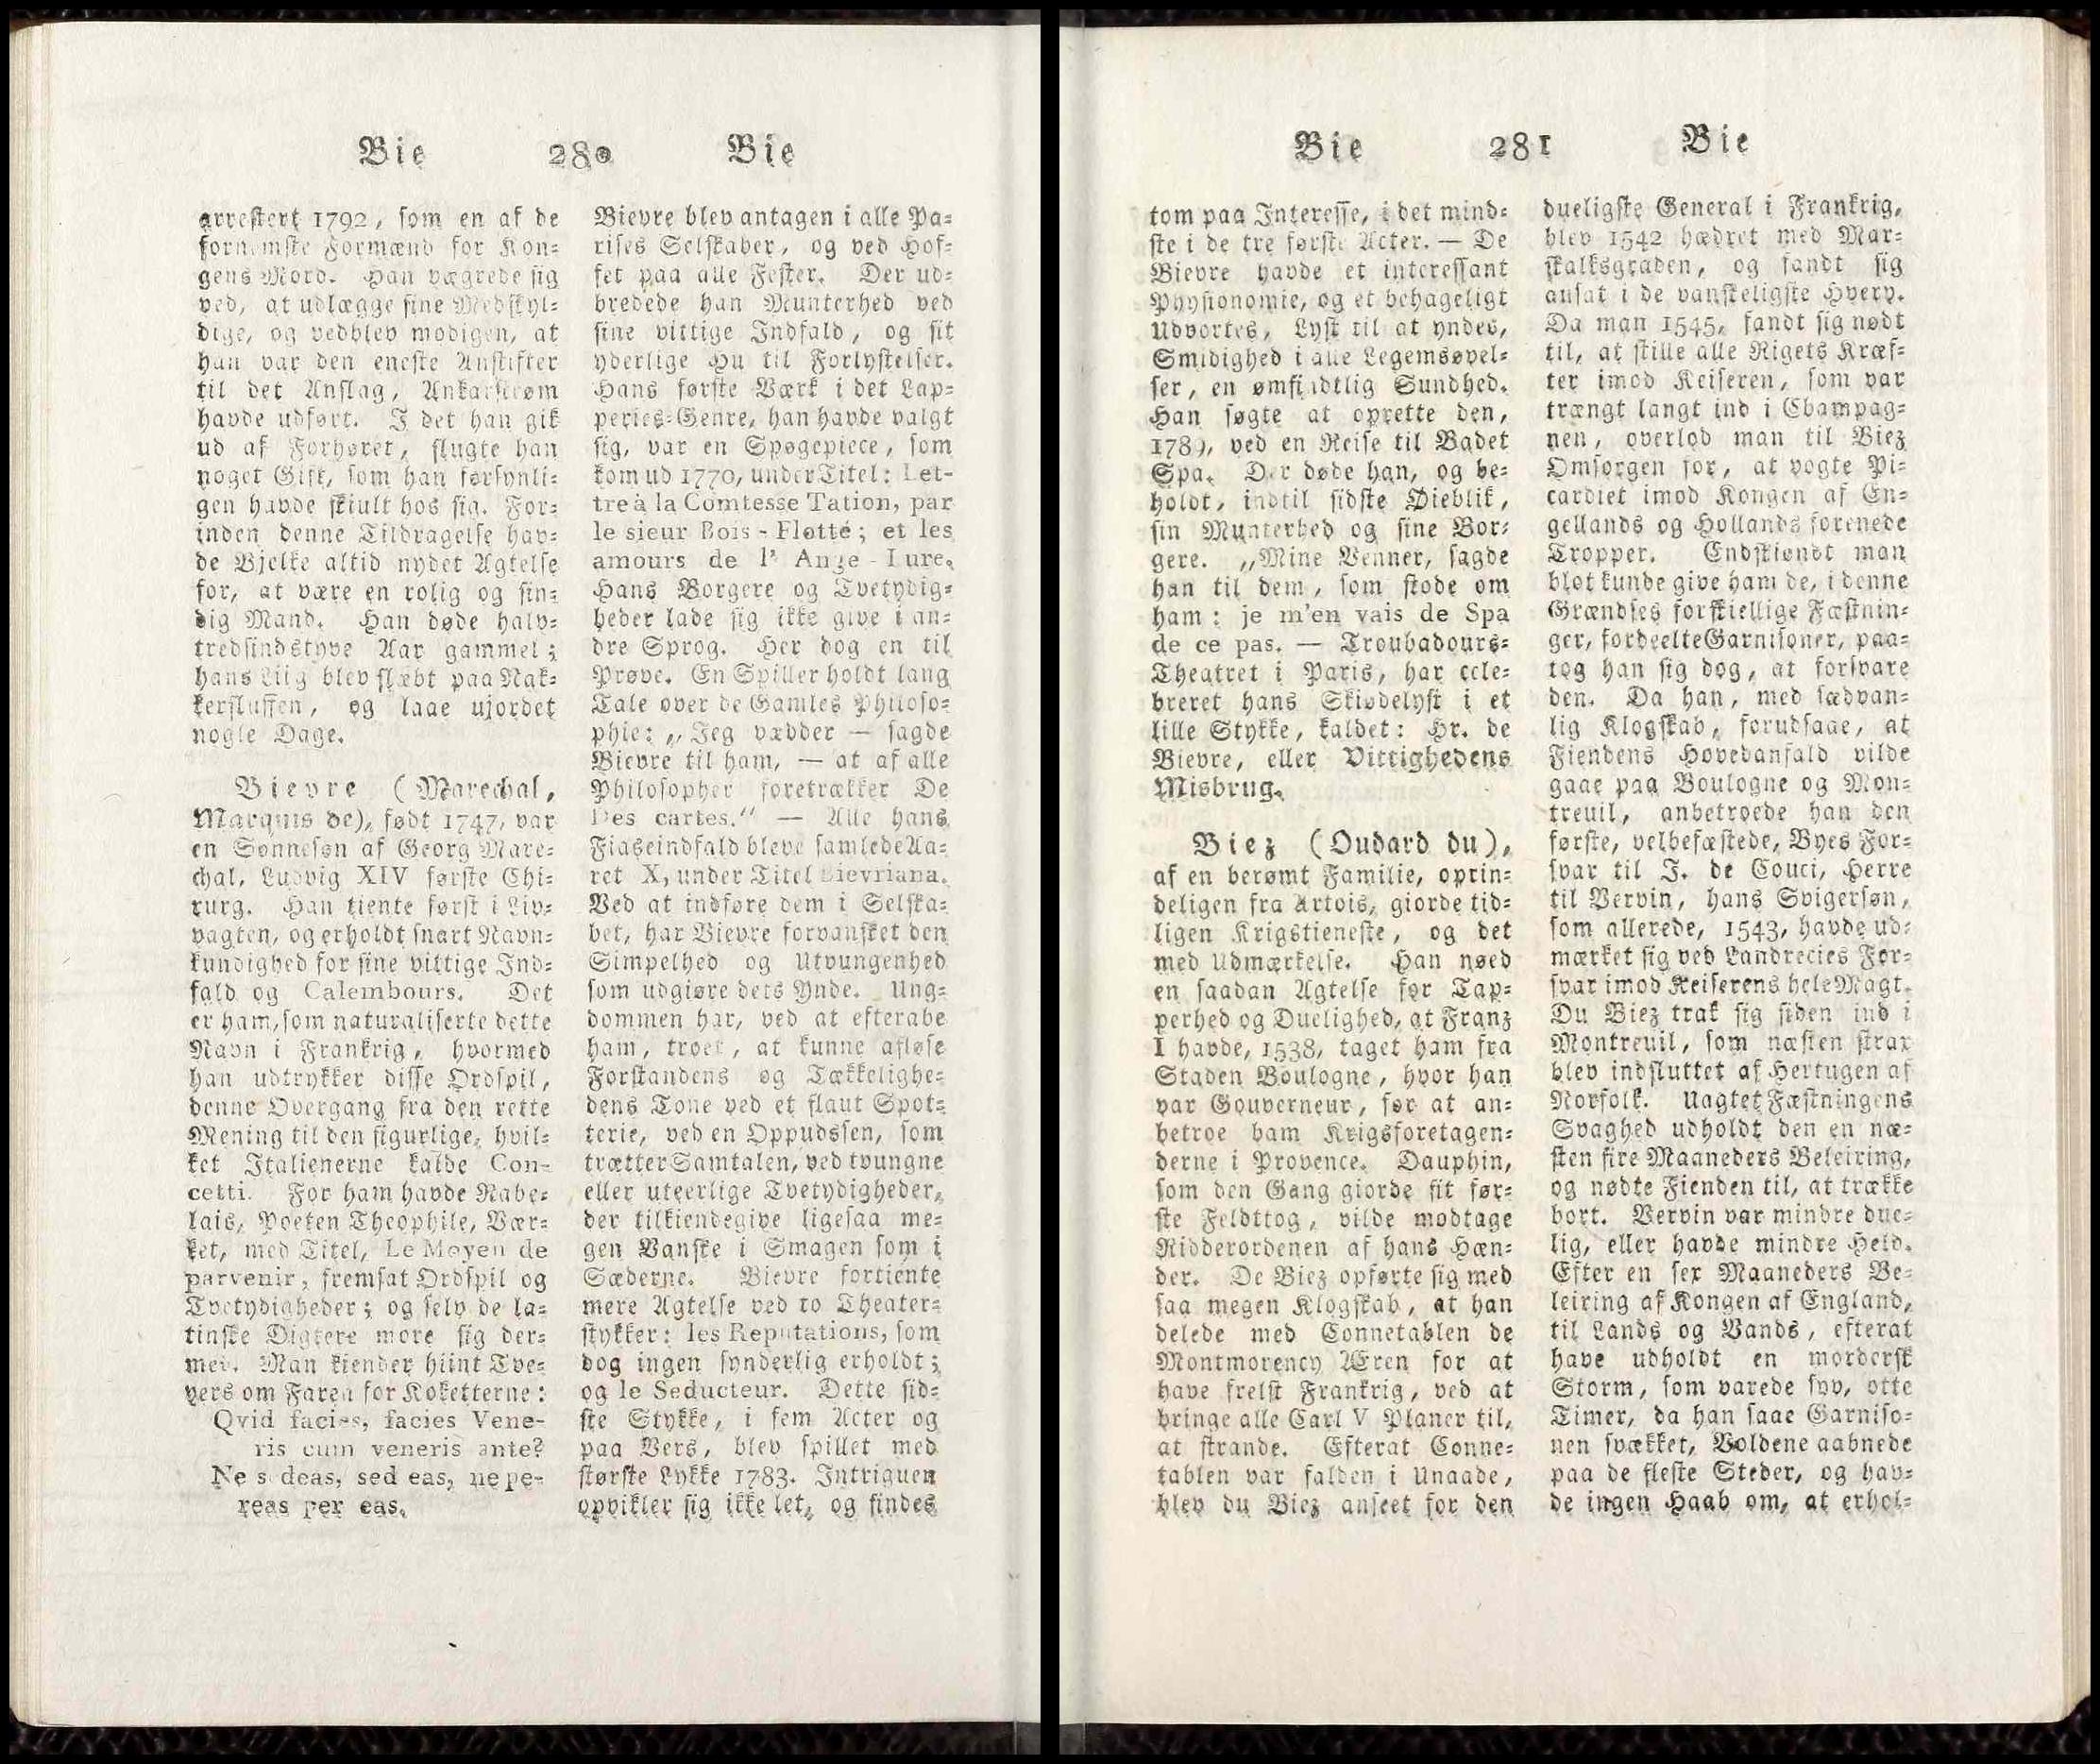 Bie 280 Bie
arrestert 1792, som en af de
fornemste Formænd for Kon-
gens Mord. Han vægrede sig
ved, at udlægge sine Medskyl-
dige, og vedblev modigen, at
han var den eneste Anstifter
til det Anslag, Ankarstrøm
havde udført. I det han gik
ud af Forhøret, slugte han
noget Gift, som han førsynli-
gen havde skiult hos sig. For-
inden denne Tildragelse hav-
de Bjelke altid nydet Agtelse
for, at være en rolig og sin-
dig Mand. Han døde halv-
tredsindstyve Aar gammel;
hans Liig blev slæbt paa Rak-
kerslussen, og laae ujordet
nogle Dage.
Bievre (Marechal,
Marquis de), født 1747, var
en Sønnesøn af Georg Mare-
chal, Ludvig XIV første Chi-
rurg. Han tiente først i Liv-
vagten, og erholdt snart Navn-
kundighed for sine vittige Ind-
fald og Calembours. Det
er ham, som naturaliserte dette
Navn i Frankrig, hvormed
han udtrykker disse Ordspil,
denne Overgang fra den rette
Mening til den figurlige, hvil-
ket Italienerne kalde Con-
cetti. For ham havde Rabe-
lais, Poeten Theophile, Vær-
ket, med Titel, Le Moyen de
parvenir, fremsat Ordspil og
Tvetydigheder; og selv de la-
tinske Digtere more sig der-
med. Man kiender hiint Tve-
vers om Faren for Koketterne:
Qvid facies, facies Vene-
ris cum veneris ante?
Ne sedeas, sed eas, ne pe-
reas per eas.
Bievre blev antagen i alle Pa-
rises Selskaber, og ved Hof-
fet paa alle Fester. Der ud-
bredede han Munterhed ved
sine vittige Indfald, og sit
yderlige Hu til Forlystelser.
Hans første Værk i det Lap-
peries-Genre, han havde valgt
sig, var en Spøgepiece, som
kom ud 1770, under Titel: Let-
tre à la Comtesse Tation, par
le sieur Bois-Flotté; et les
amours de l' Ange-Lure.
Hans Borgere og Tvetydig-
heder lade sig ikke give i an-
dre Sprog. Her dog en til
Prøve. En Spiller holdt lang
Tale over de Gamles Philoso-
phie: „Jeg vædder — sagde
Bievre til ham, — at af alle
Philosopher foretrækker De
Des cartes.“ — Alle hans
Fiaseindfald bleve samlede Aa-
ret X, under Titel Bievriana.
Ved at indføre dem i Selska-
bet, har Bievre forvansket den
Simpelhed og Utvungenhed
som udgiøre dets Ynde. Ung-
dommen har, ved at efterabe
ham, troet, at kunne afløse
Forstandens og Tækkelighe-
dens Tone ved et flaut Spot-
terie, ved en Oppudssen, som
trætter Samtalen, ved tvungne
eller uteerlige Tvetydigheder,
der tilkiendegive ligesaa me-
gen Vanske i Smagen som i
Sæderne. Bievre fortiente
mere Agtelse ved to Theater-
stykker: les Reputations, som
dog ingen synderlig erholdt;
og le Seducteur. Dette sid-
ste Stykke, i fem Acter og
paa Vers, blev spillet med
største Lykke 1783. Intriguen
opvikler sig ikke let, og findes
Bie 281 Bie
tom paa Interesse, i det mind-
ste i de tre første Acter. — De
Bievre havde et interessant
Physionomie, og et behageligt
Udvortes, Lyst til at yndes,
Smidighed i alle Legemsøvel-
ser, en ømfindtlig Sundhed.
Han søgte at oprette den,
1789, ved en Reise til Badet
Spa. Der døde han, og be-
holdt, indtil sidste Øieblik,
sin Munterhed og sine Bor-
gere. „Mine Venner, sagde
han til dem, som stode om
ham: je m'en vais de Spa
de ce pas. — Troubadours-
Theatret i Paris, har cele-
breret hans Skiødelyst i et
lille Stykke, kaldet: Hr. de
Bievre, eller Vittighedens
Misbrug.
Biez (Oudard du),
af en berømt Familie, oprin-
deligen fra Artois, giorde tid-
ligen Krigstieneste, og det
med Udmærkelse. Han nøed
en saadan Agtelse for Tap-
perhed og Duelighed, at Franz
I havde, 1538, taget ham fra
Staden Boulogne, hvor han
var Gouverneur, for at an-
betroe ham Krigsforetagen-
derne i Provence. Dauphin,
som den Gang giorde sit før-
ste Feldttog, vilde modtage
Ridderordenen af hans Hæn-
der. De Biez opførte sig med
saa megen Klogskab, at han
delede med Connetablen de
Montmorency Æren for at
have frelst Frankrig, ved at
bringe alle Carl V Planer til,
at strande. Efterat Conne-
tablen var falden i Unaade,
blev du Biez anseet for den
dueligste General i Frankrig,
blev 1542 hædret med Mar-
skalksgraden, og fandt sig
ansat i de vanskeligste Hverv.
Da man 1545, fandt sig nødt
til, at stille alle Rigets Kræf-
ter imod Keiseren, som var
trængt langt ind i Champag-
nen, overlod man til Biez
Omsorgen for, at vogte Pi-
cardiet imod Kongen af En-
gellands og Hollands forenede
Tropper. Endskiøndt man
blot kunde give ham de, i denne
Grændses forskiellige Fæstnin-
ger, fordeelte Garnisoner, paa-
tog han sig dog, at forsvare
den. Da han, med sædvan-
lig Klogskab, forudsaae, at
Fiendens Hovedanfald vilde
gaae paa Boulogne og Mon-
treuil, anbetroede han den
første, velbefæstede, Byes For-
svar til J. de Couci, Herre
til Vervin, hans Svigersøn,
som allerede, 1543, havde ud-
mærket sig ved Landrecies For-
svar imod Keiserens hele Magt.
Du Biez trak sig siden ind i
Montreuil, som næsten strax
blev indsluttet af Hertugen af
Norfolk. Uagtet Fæstningens
Svaghed udholdt den en næ-
sten fire Maaneders Beleiring,
og nødte Fienden til, at trække
bort. Vervin var mindre due-
lig, eller havde mindre Held.
Efter en sex Maaneders Be-
leiring af Kongen af England,
til Lands og Vands, efterat
have udholdt en mordersk
Storm, som varede syv, otte
Timer, da han saae Garniso-
nen svækket, Voldene aabnede
paa de fleste Steder, og hav-
de ingen Haab om, at erhol-